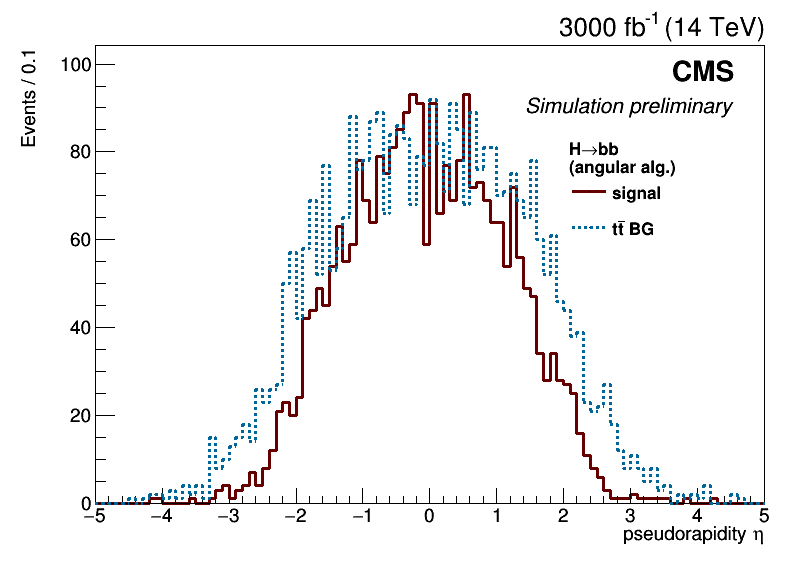 3000 fb⁻¹ (14 TeV)
Events / 0.1
CMS
Simulation preliminary
H→bb
(angular alg.)
signal
tt̄ BG
100
80
60
40
20
0
−5 −4 −3 −2 −1 0 1 2 3 4 5
pseudorapidity η